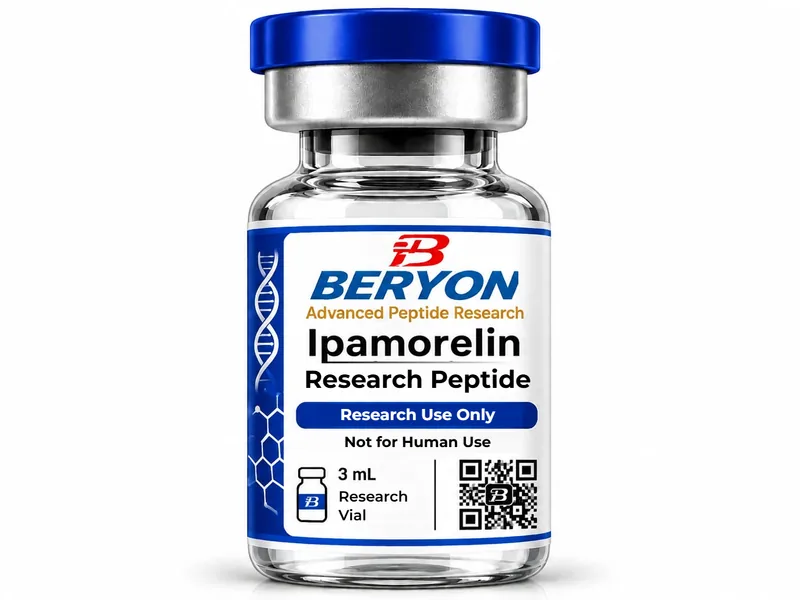 B
BERYON
Advanced Peptide Research
Ipamorelin
Research Peptide
Research Use Only
Not for Human Use
3 mL
Research
Vial
B
B